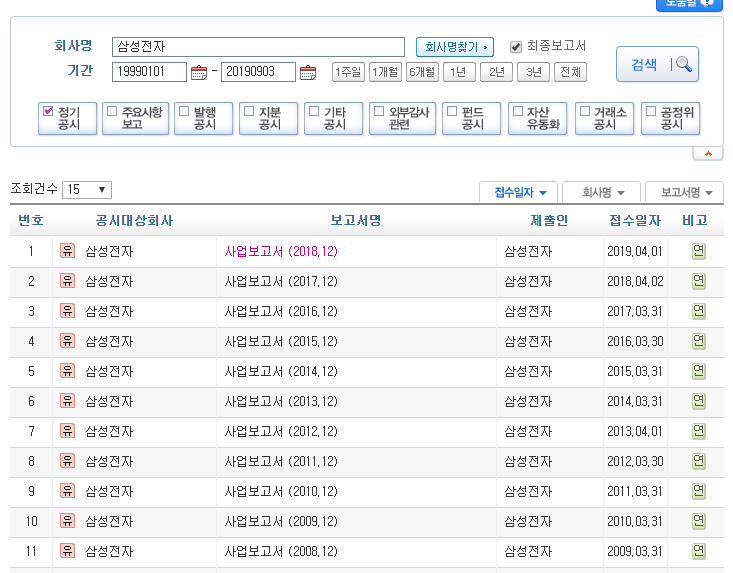 도움말
회사명 삼성전자 회사명찾기 최종보고서
기간 19990101 - 20190903 1주일 1개월 6개월 1년 2년 3년 전체 검색
정기공시 주요사항보고 발행공시 지분공시 기타공시 외부감사관련 펀드공시 자산유동화 거래소공시 공정위공시
조회건수 15 접수일자 회사명 보고서명
번호 공시대상회사 보고서명 제출인 접수일자 비고
1 유 삼성전자 사업보고서 (2018.12) 삼성전자 2019.04.01 연
2 유 삼성전자 사업보고서 (2017.12) 삼성전자 2018.04.02 연
3 유 삼성전자 사업보고서 (2016.12) 삼성전자 2017.03.31 연
4 유 삼성전자 사업보고서 (2015.12) 삼성전자 2016.03.30 연
5 유 삼성전자 사업보고서 (2014.12) 삼성전자 2015.03.31 연
6 유 삼성전자 사업보고서 (2013.12) 삼성전자 2014.03.31 연
7 유 삼성전자 사업보고서 (2012.12) 삼성전자 2013.04.01 연
8 유 삼성전자 사업보고서 (2011.12) 삼성전자 2012.03.30 연
9 유 삼성전자 사업보고서 (2010.12) 삼성전자 2011.03.31 연
10 유 삼성전자 사업보고서 (2009.12) 삼성전자 2010.03.31 연
11 유 삼성전자 사업보고서 (2008.12) 삼성전자 2009.03.31 연